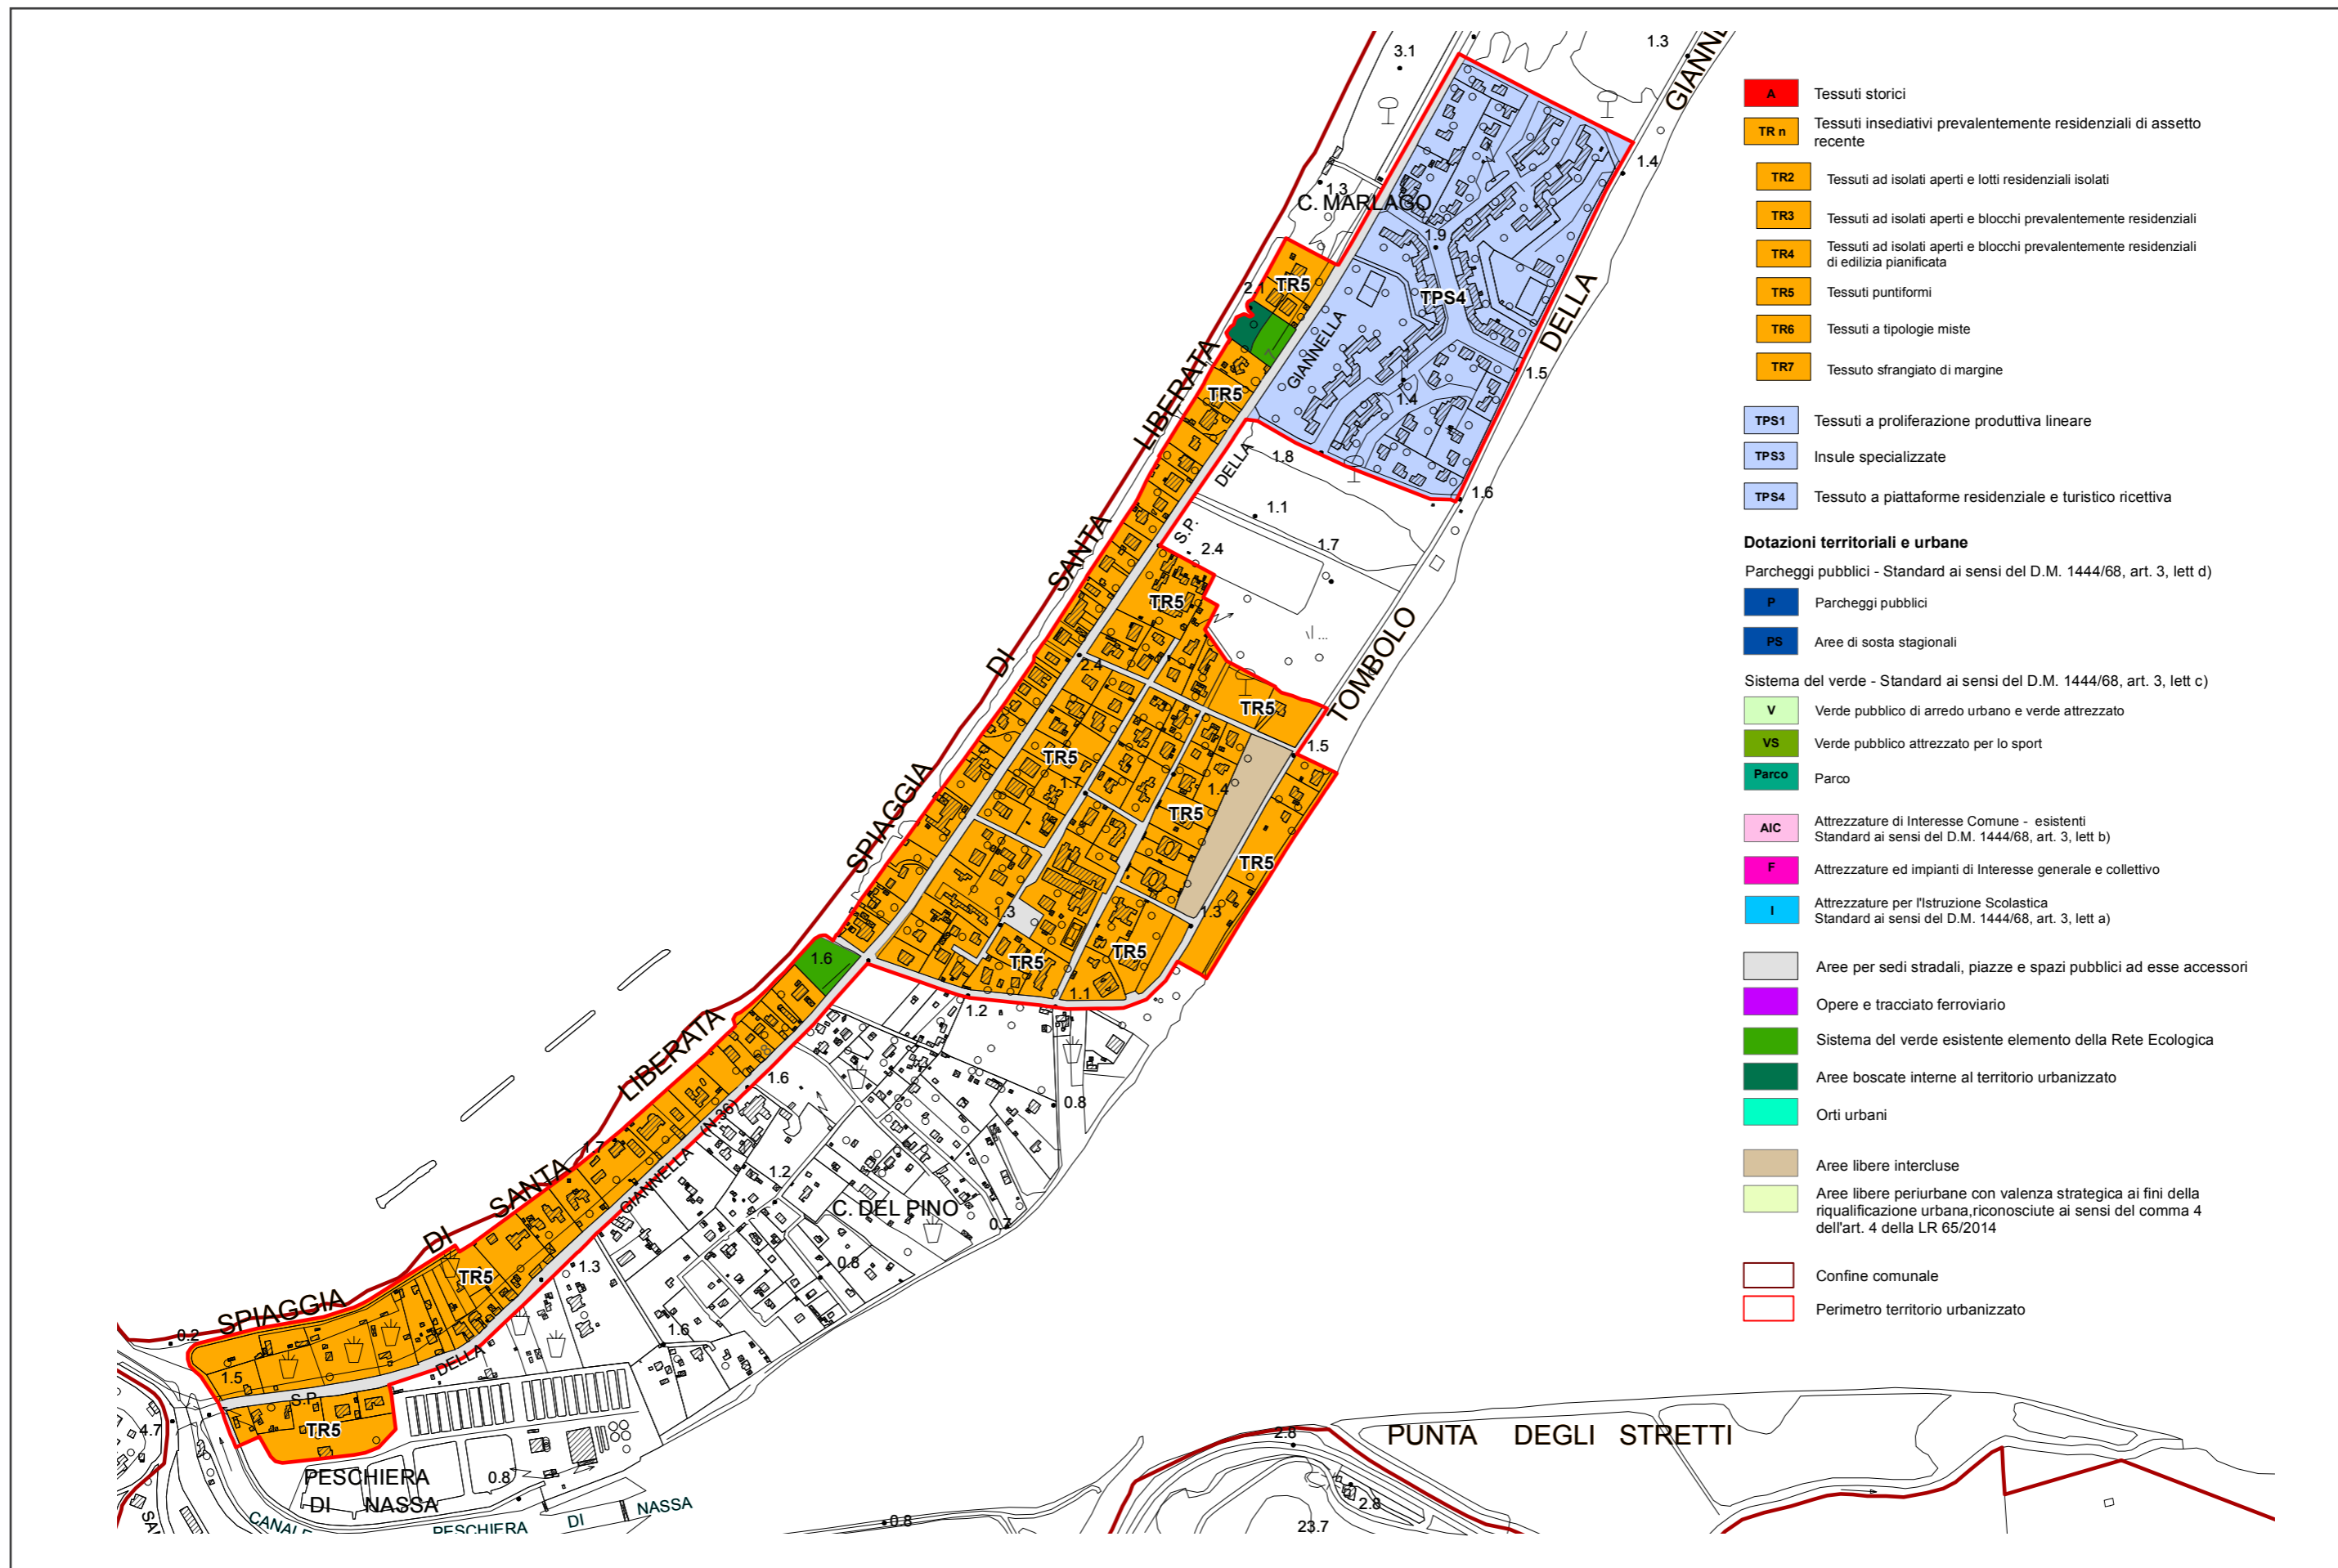 3.1
1.3
GIANNE
1.4
1.3
C. MARLAGO
1.9
TR5
2.1
TPS4
GIANNELLA
DELLA
LIBERATA
TR5
1.4
1.5
DELLA
1.8
1.6
1.1
S.P.
2.4
1.7
SANTA
TR5
DI
2.4
TOMBOLO
TR5
1.5
TR5
1.7
1.4
TR5
SPIAGGIA
TR5
1.3
1.3
TR5
TR5
1.6
1.1
1.2
LIBERATA
1.6
0.8
GIANNELLA
(N.36)
1.7
SANTA
1.2
C. DEL PINO
0.7
DI
TR5
1.3
0.8
SPIAGGIA
0.2
1.6
DELLA
1.5
S.P.
TR5
4.7
PESCHIERA
DI NASSA
0.8
CANALE
PESCHIERA DI NASSA
SA
0.8
2.8
PUNTA DEGLI STRETTI
2.8
23.7
A Tessuti storici
TR n Tessuti insediativi prevalentemente residenziali di assetto
recente
TR2 Tessuti ad isolati aperti e lotti residenziali isolati
TR3 Tessuti ad isolati aperti e blocchi prevalentemente residenziali
TR4 Tessuti ad isolati aperti e blocchi prevalentemente residenziali
di edilizia pianificata
TR5 Tessuti puntiformi
TR6 Tessuti a tipologie miste
TR7 Tessuto sfrangiato di margine
TPS1 Tessuti a proliferazione produttiva lineare
TPS3 Insule specializzate
TPS4 Tessuto a piattaforme residenziale e turistico ricettiva
Dotazioni territoriali e urbane
Parcheggi pubblici - Standard ai sensi del D.M. 1444/68, art. 3, lett d)
P Parcheggi pubblici
PS Aree di sosta stagionali
Sistema del verde - Standard ai sensi del D.M. 1444/68, art. 3, lett c)
V Verde pubblico di arredo urbano e verde attrezzato
VS Verde pubblico attrezzato per lo sport
Parco Parco
AIC Attrezzature di Interesse Comune - esistenti
Standard ai sensi del D.M. 1444/68, art. 3, lett b)
F Attrezzature ed impianti di Interesse generale e collettivo
I Attrezzature per l'Istruzione Scolastica
Standard ai sensi del D.M. 1444/68, art. 3, lett a)
Aree per sedi stradali, piazze e spazi pubblici ad esse accessori
Opere e tracciato ferroviario
Sistema del verde esistente elemento della Rete Ecologica
Aree boscate interne al territorio urbanizzato
Orti urbani
Aree libere intercluse
Aree libere periurbane con valenza strategica ai fini della
riqualificazione urbana,riconosciute ai sensi del comma 4
dell'art. 4 della LR 65/2014
Confine comunale
Perimetro territorio urbanizzato